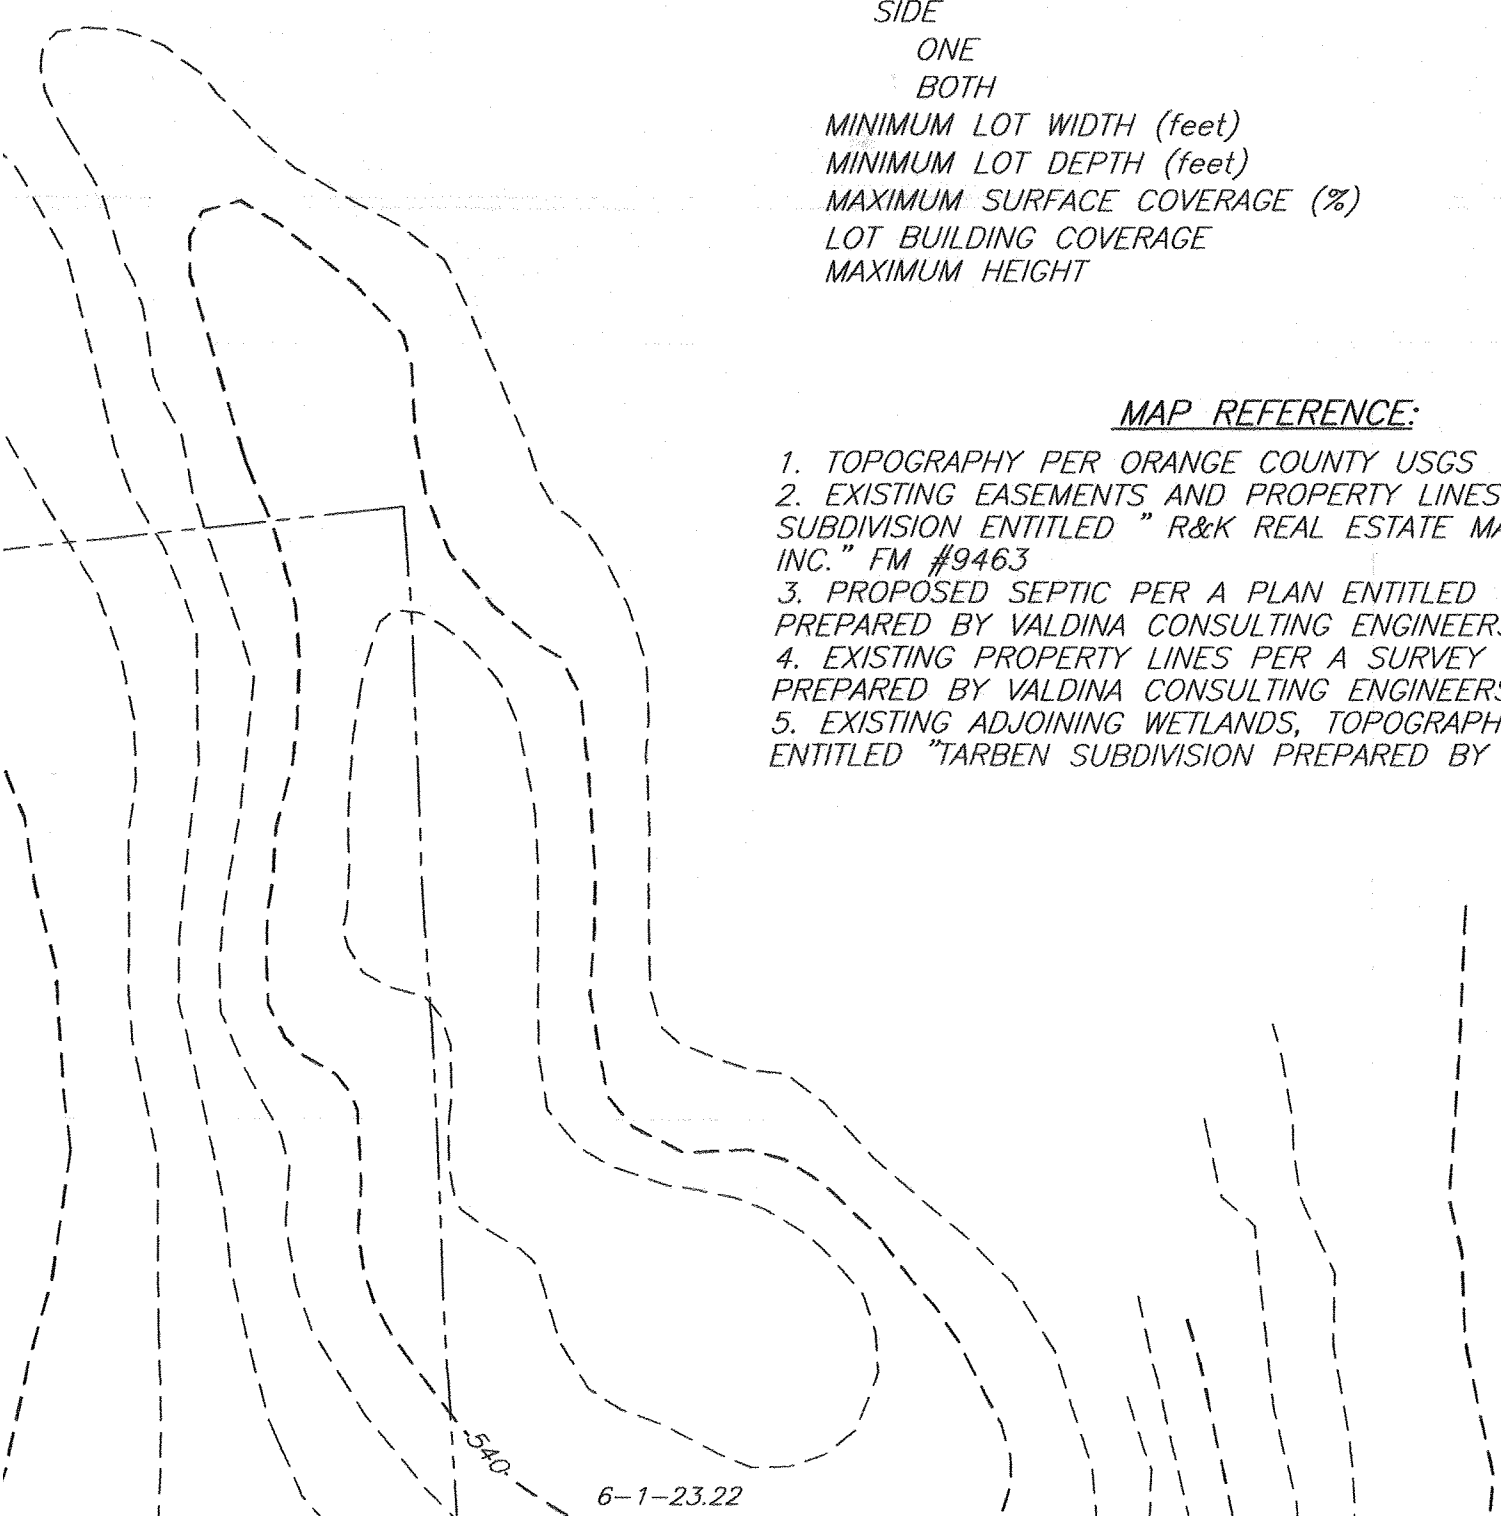 SIDE
ONE
BOTH
MINIMUM LOT WIDTH (feet)
MINIMUM LOT DEPTH (feet)
MAXIMUM SURFACE COVERAGE (%)
LOT BUILDING COVERAGE
MAXIMUM HEIGHT
MAP REFERENCE:
1. TOPOGRAPHY PER ORANGE COUNTY USGS
2. EXISTING EASEMENTS AND PROPERTY LINES
SUBDIVISION ENTITLED " R&K REAL ESTATE
INC." FM #9463
3. PROPOSED SEPTIC PER A PLAN ENTITLED
PREPARED BY VALDINA CONSULTING ENGINEERS
4. EXISTING PROPERTY LINES PER A SURVEY
PREPARED BY VALDINA CONSULTING ENGINEERS
5. EXISTING ADJOINING WETLANDS, TOPOGRAPH
ENTITLED "TARBEN SUBDIVISION PREPARED BY
540
6-1-23.22